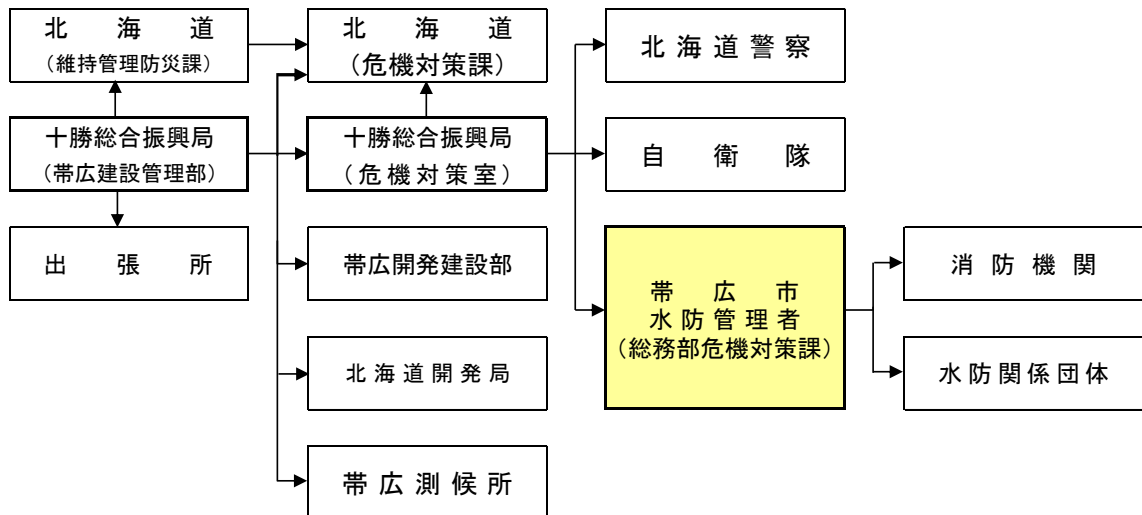 北海道
(維持管理防災課)
北海道
(危機対策課)
北海道警察
十勝総合振興局
(帯広建設管理部)
十勝総合振興局
(危機対策室)
自衛隊
出張所
帯広開発建設部
帯広市
水防管理者
(総務部危機対策課)
消防機関
北海道開発局
水防関係団体
帯広測候所